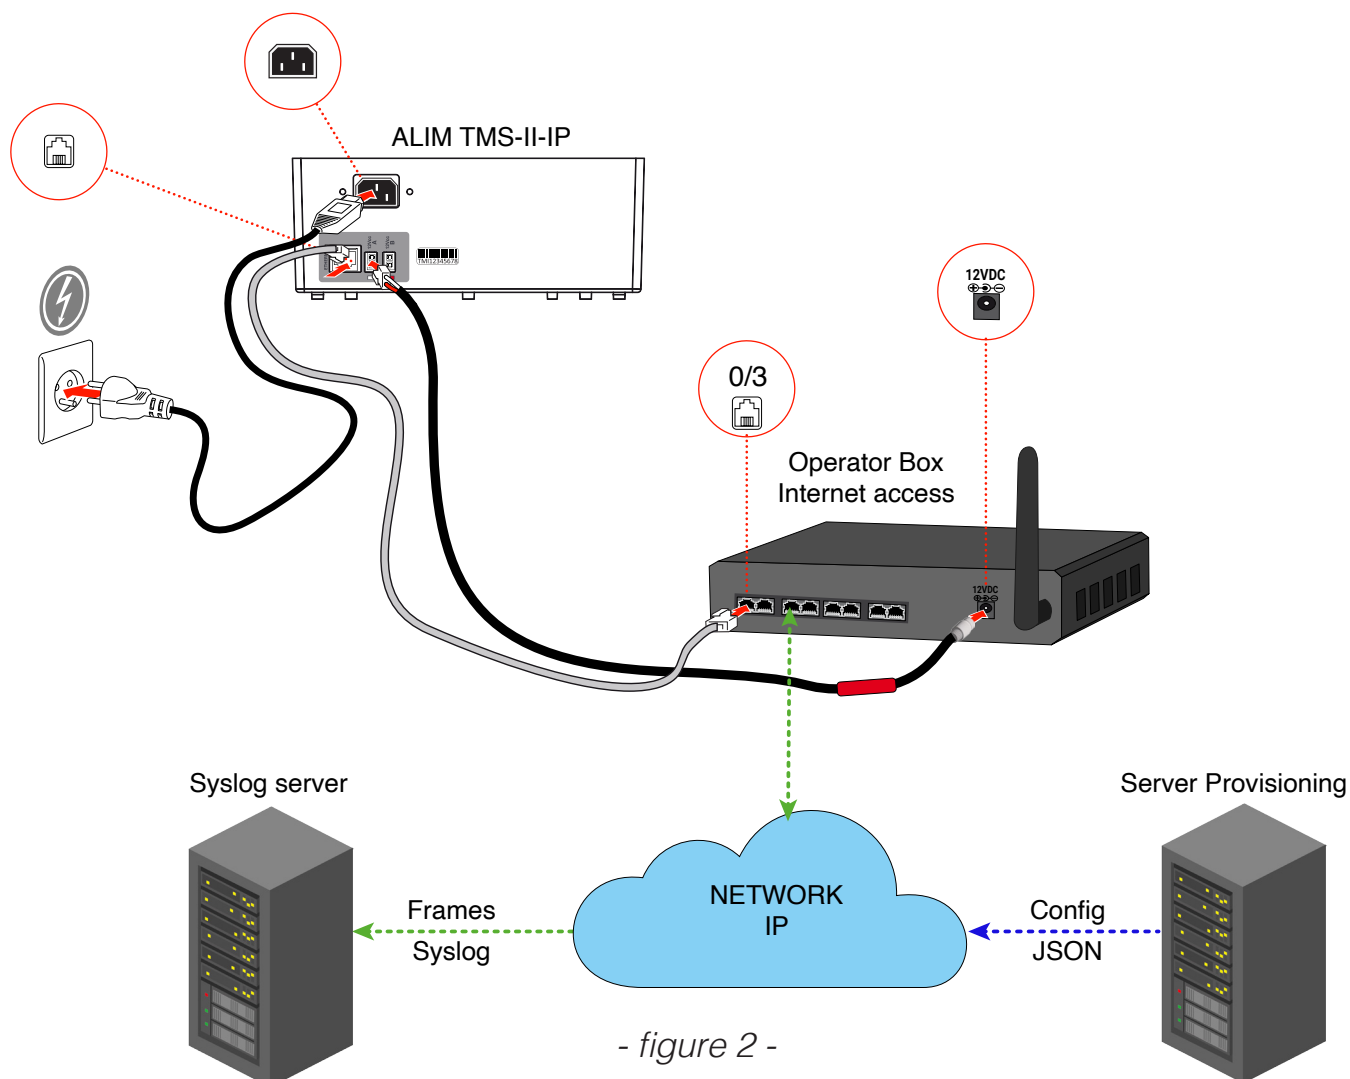 ALIM TMS-II-IP
TMI12345678
12VDC
0/3
Operator Box
Internet access
12VDC
Syslog server
Server Provisioning
NETWORK
IP
Frames
Syslog
Config
JSON
- figure 2 -